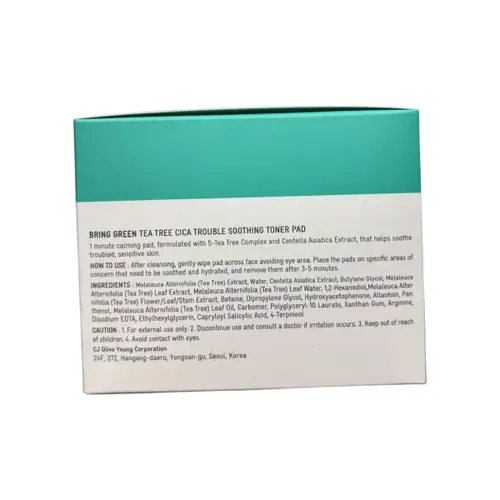 BRING GREEN TEA TREE CICA TROUBLE SOOTHING TONER PAD
1 minute calming pad, formulated with 5-Tea Tree Complex and Centella Asiatica Extract, that helps soothe
troubled, sensitive skin.
HOW TO USE : After cleansing, gently wipe pad across face avoiding eye area. Place the pads on specific areas of
concern that need to be soothed and hydrated, and remove them after 3-5 minutes.
INGREDIENTS : Melaleuca Alternifolia (Tea Tree) Extract, Water, Centella Asiatica Extract, Butylene Glycol, Melaleuca
Alternifolia (Tea Tree) Leaf Extract, Melaleuca Alternifolia (Tea Tree) Leaf Water, 1,2-Hexanediol, Melaleuca Alter
nifolia (Tea Tree) Flower/Leaf/Stem Extract, Betaine, Dipropylene Glycol, Hydroxyacetophenone, Allantoin, Pan
thenol, Melaleuca Alternifolia (Tea Tree) Leaf Oil, Carbomer, Polyglyceryl-10 Laurate, Xanthan Gum, Arginine,
Disodium EDTA, Ethylhexylglycerin, Capryloyl Salicylic Acid, 4-Terpineol
CAUTION : 1. For external use only. 2. Discontinue use and consult a doctor if irritation occurs. 3. Keep out of reach
of children. 4. Avoid contact with eyes.
CJ Olive Young Corporation
24F, 372, Hangang-daero, Yongsan-gu, Seoul, Korea